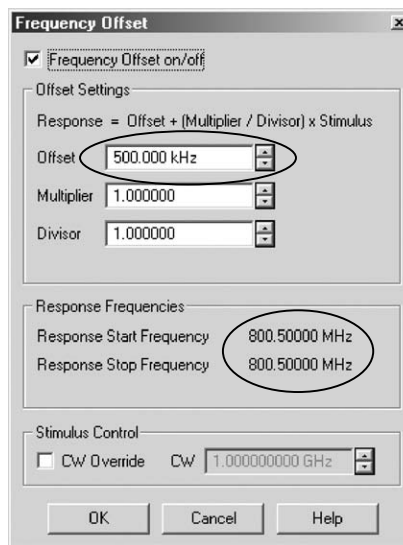 Frequency Offset
Frequency Offset on/off
Offset Settings
Response = Offset + (Multiplier / Divisor) x Stimulus
Offset 500.000 kHz
Multiplier 1.000000
Divisor 1.000000
Response Frequencies
Response Start Frequency 800.50000 MHz
Response Stop Frequency 800.50000 MHz
Stimulus Control
CW Override CW 1.000000000 GHz
OK Cancel Help